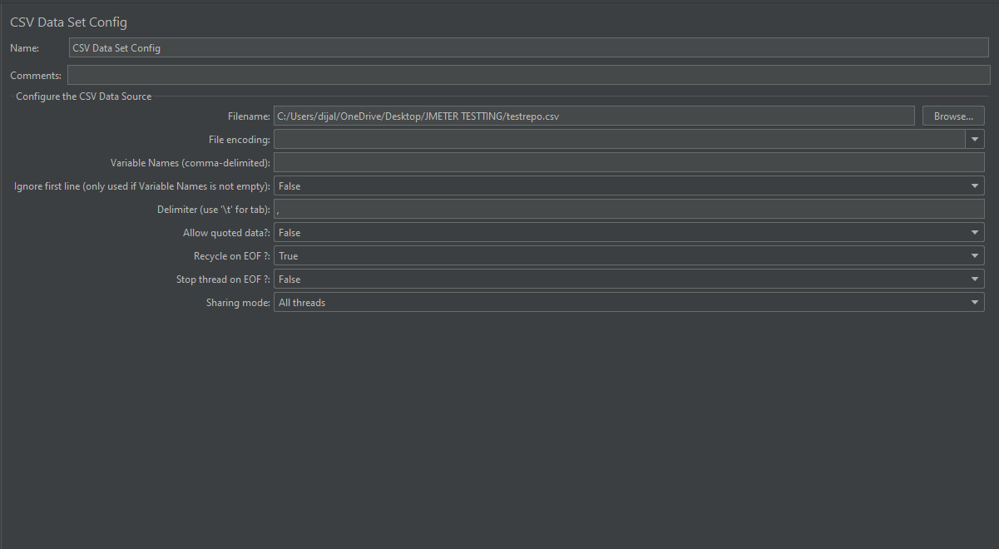 CSV Data Set Config
Name: CSV Data Set Config
Comments:
Configure the CSV Data Source
Filename: C:/Users/dijal/OneDrive/Desktop/JMETER TESTTING/testrepo.csv Browse...
File encoding:
Variable Names (comma-delimited):
Ignore first line (only used if Variable Names is not empty): False
Delimiter (use '\t' for tab): ,
Allow quoted data?: False
Recycle on EOF ?: True
Stop thread on EOF ?: False
Sharing mode: All threads